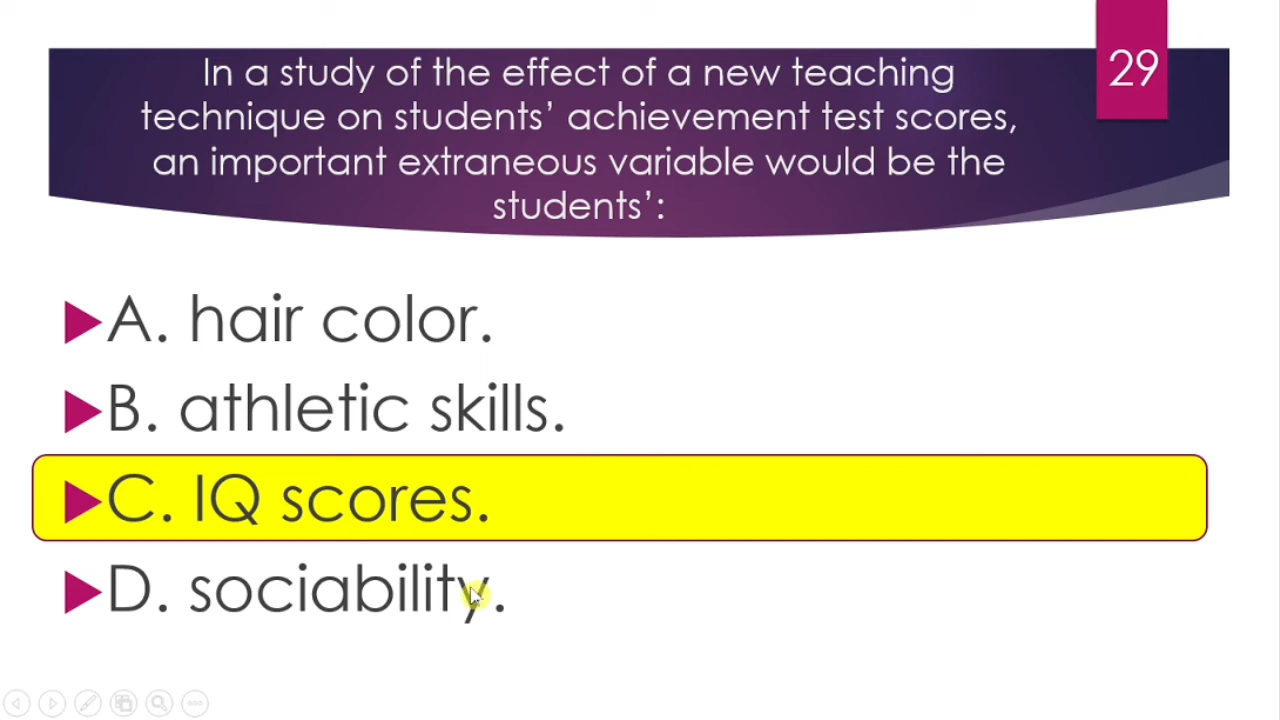 29
In a study of the effect of a new teaching
technique on students’ achievement test scores,
an important extraneous variable would be the
students’:
A. hair color.
B. athletic skills.
C. IQ scores.
D. sociability.